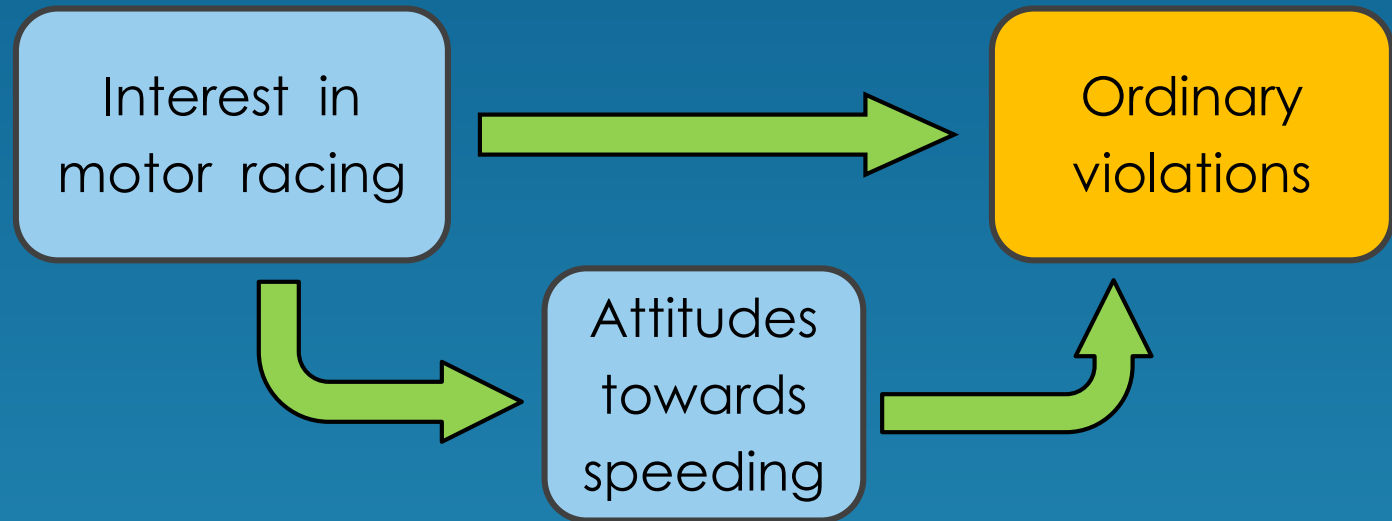 Interest in
motor racing
Ordinary
violations
Attitudes
towards
speeding